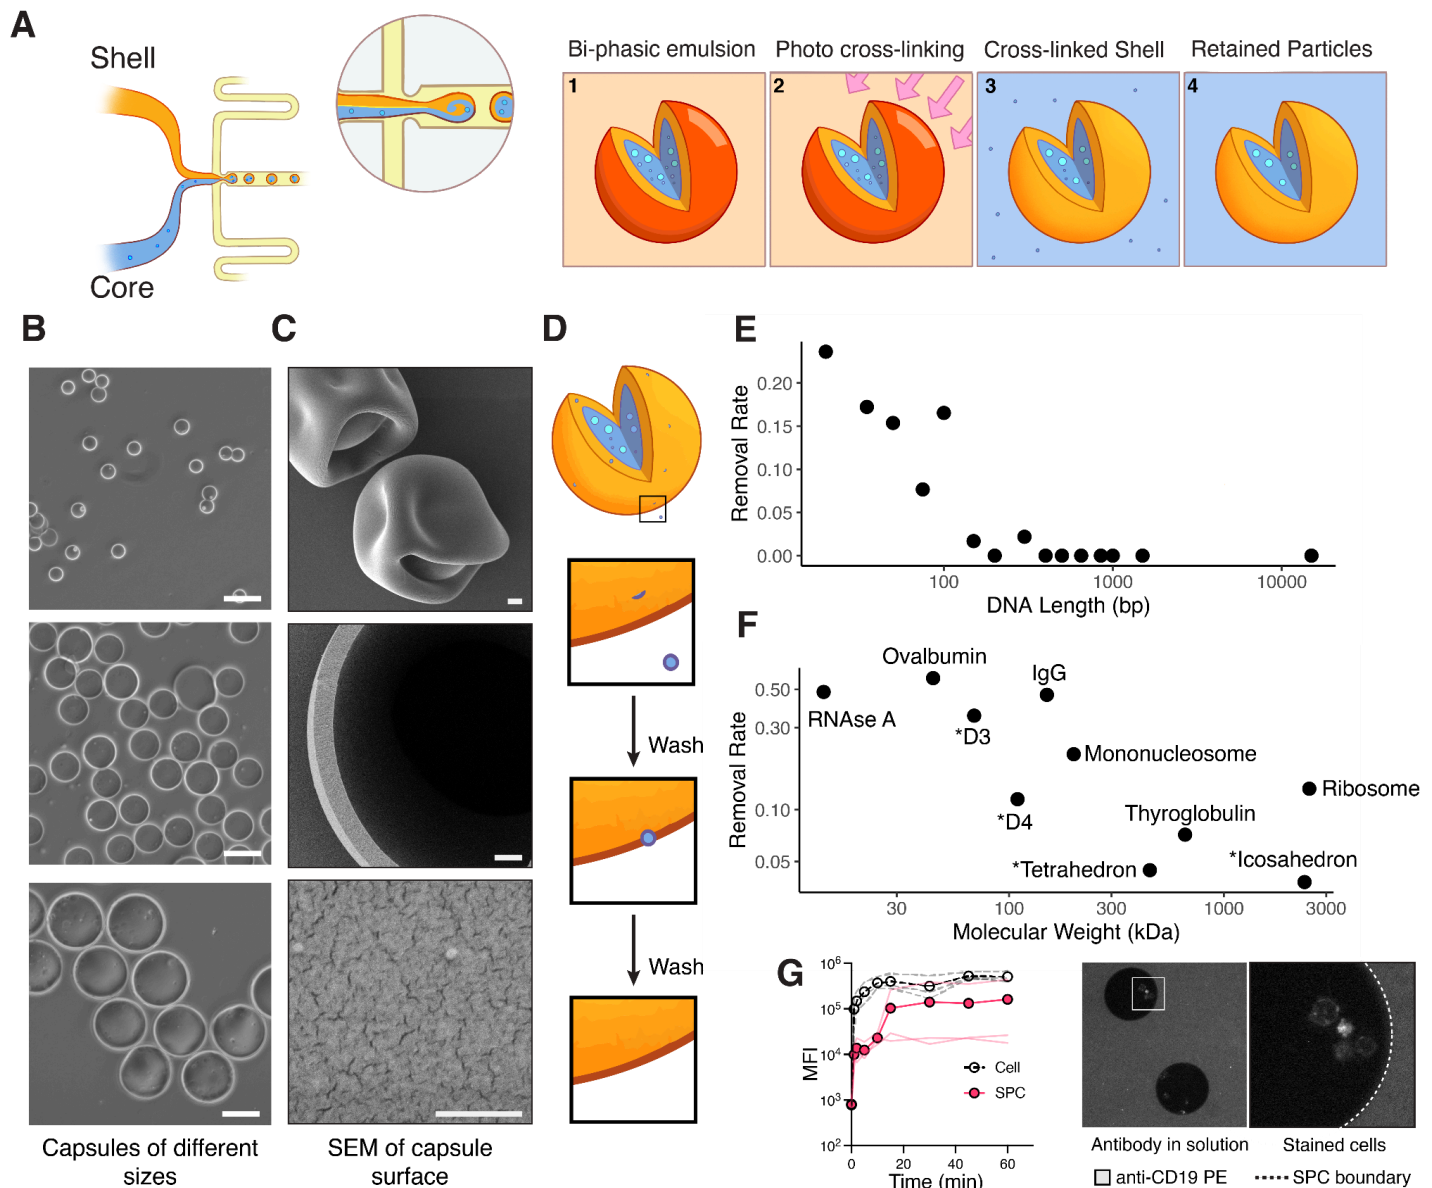 A
Shell
Core
Bi-phasic emulsion
Photo cross-linking
Cross-linked Shell
Retained Particles
1
2
3
4
B
Capsules of different
sizes
C
SEM of capsule
surface
D
Wash
Wash
E
Removal Rate
0.20
0.15
0.10
0.05
0.00
100
1000
10000
DNA Length (bp)
F
Removal Rate
0.50
0.30
0.10
0.05
Ovalbumin
IgG
RNAse A
*D3
Mononucleosome
Ribosome
*D4
Thyroglobulin
*Tetrahedron
*Icosahedron
30
100
300
1000
3000
Molecular Weight (kDa)
G
MFI
10⁶
10⁵
10⁴
10³
10²
Cell
SPC
0
20
40
60
Time (min)
Antibody in solution
Stained cells
anti-CD19 PE
SPC boundary